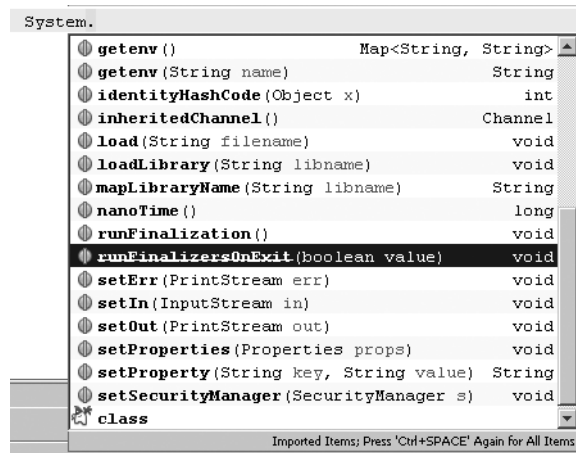 System.
getenv() Map<String, String>
getenv(String name) String
identityHashCode(Object x) int
inheritedChannel() Channel
load(String filename) void
loadLibrary(String libname) void
mapLibraryName(String libname) String
nanoTime() long
runFinalization() void
runFinalizersOnExit(boolean value) void
setErr(PrintStream err) void
setIn(InputStream in) void
setOut(PrintStream out) void
setProperties(Properties props) void
setProperty(String key, String value) String
setSecurityManager(SecurityManager s) void
class
Imported Items; Press 'Ctrl+SPACE' Again for All Items